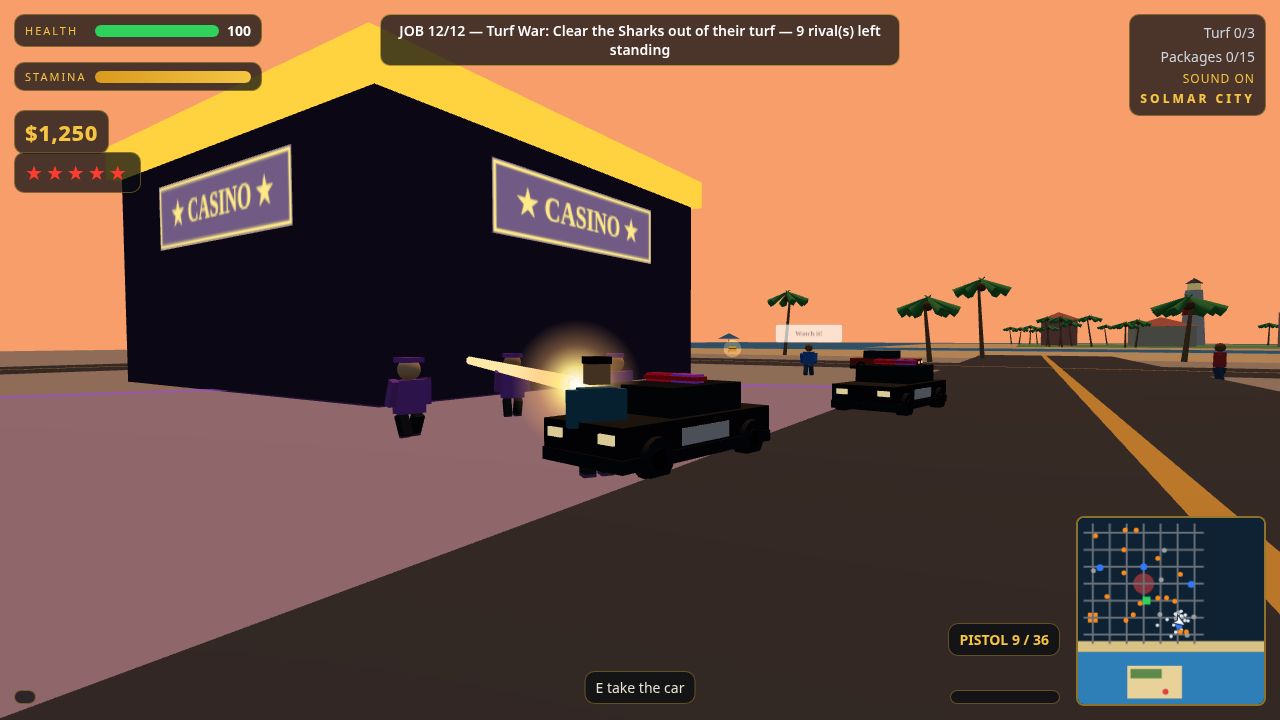 HEALTH 100
JOB 12/12 — Turf War: Clear the Sharks out of their turf — 9 rival(s) left
standing
Turf 0/3
STAMINA
Packages 0/15
SOUND ON
SOLMAR CITY
$1,250
★★★★★
★ CASINO ★
★ CASINO ★
Watch it!
PISTOL 9 / 36
E take the car